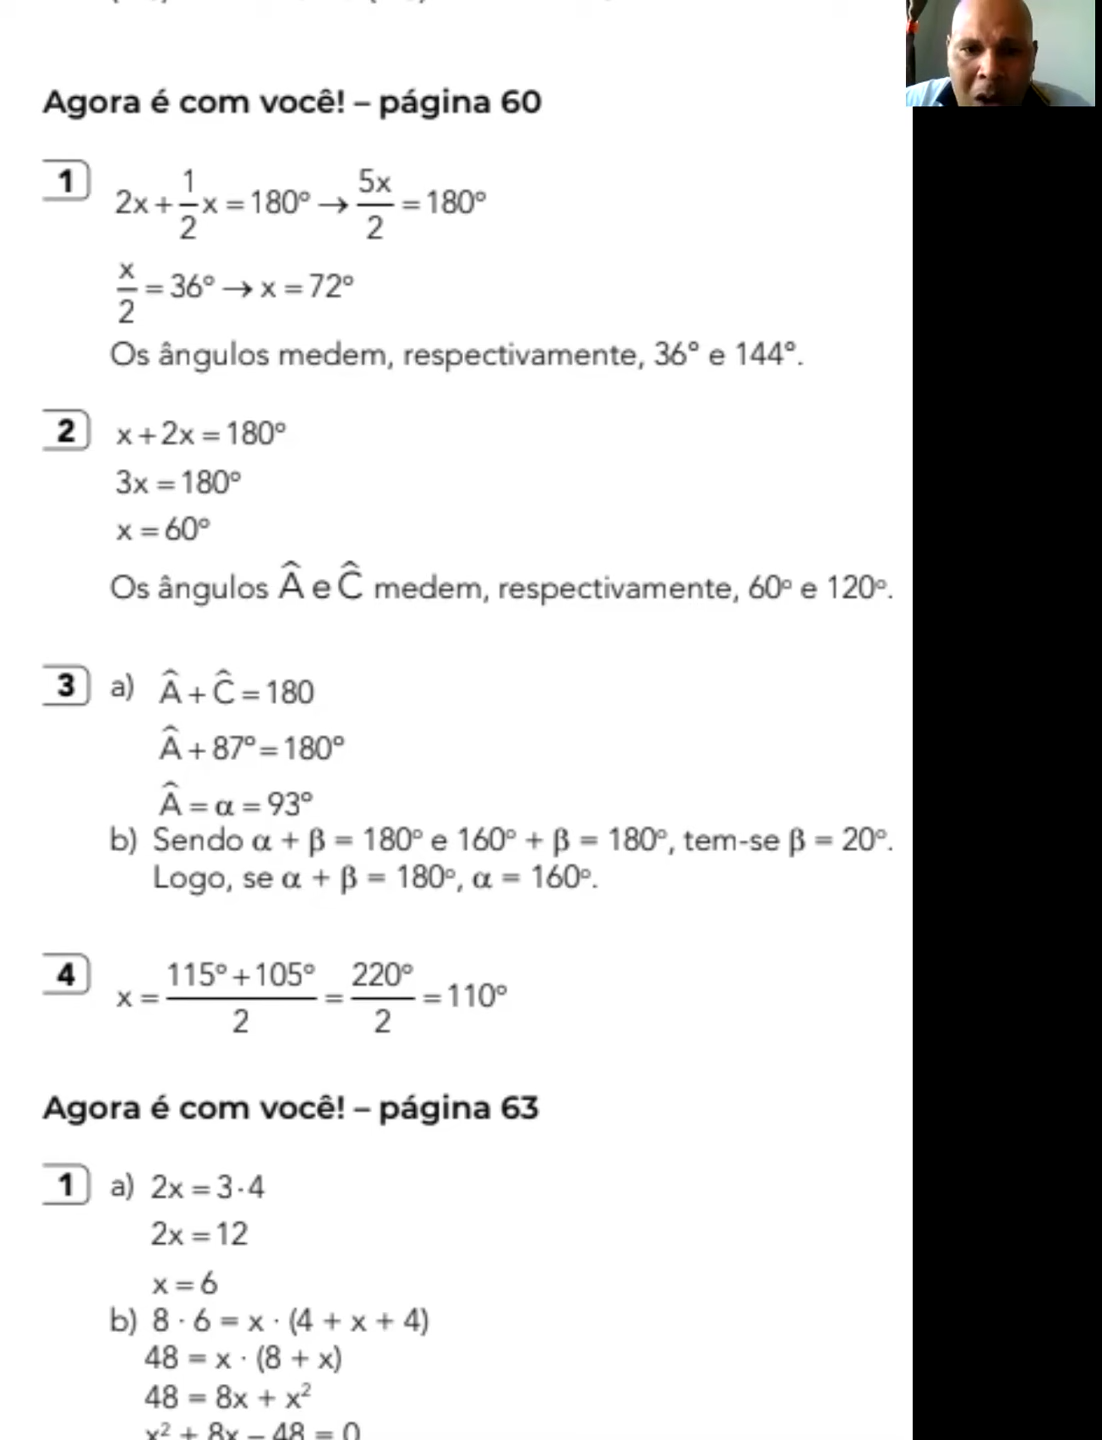 Agora é com você! – página 60
1 2x + 1/2 x = 180° → 5x/2 = 180°
x/2 = 36° → x = 72°
Os ângulos medem, respectivamente, 36° e 144°.
2 x + 2x = 180°
3x = 180°
x = 60°
Os ângulos Â e Ĉ medem, respectivamente, 60° e 120°.
3 a) Â + Ĉ = 180
Â + 87° = 180°
Â = α = 93°
b) Sendo α + β = 180° e 160° + β = 180°, tem-se β = 20°.
Logo, se α + β = 180°, α = 160°.
4 x = 115° + 105°/2 = 220°/2 = 110°
Agora é com você! – página 63
1 a) 2x = 3 · 4
2x = 12
x = 6
b) 8 · 6 = x · (4 + x + 4)
48 = x · (8 + x)
48 = 8x + x²
x² + 8x – 48 = 0